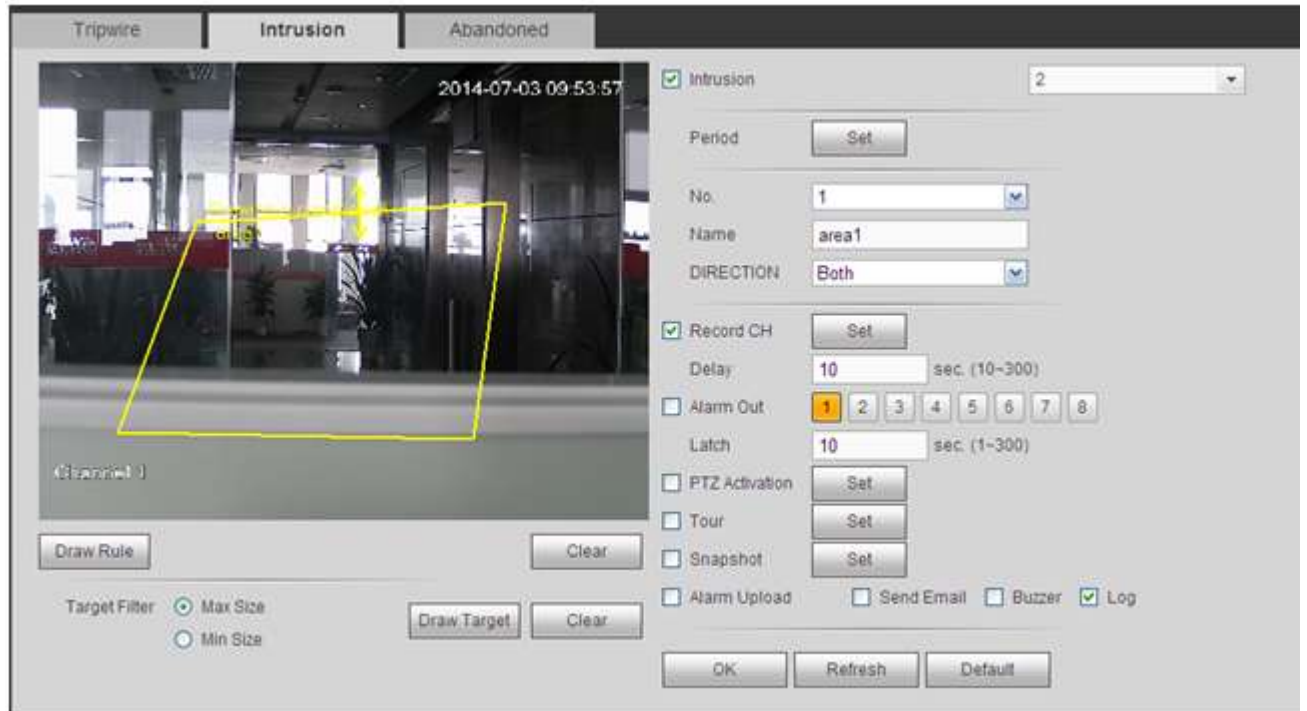 Tripwire
Intrusion
Abandoned
2014-07-03 09:53:57
Channel 1
Draw Rule
Clear
Target Filter
Max Size
Min Size
Draw Target
Clear
Intrusion
2
Period
Set
No.
1
Name
area1
DIRECTION
Both
Record CH
Set
Delay
10
sec. (10~300)
Alarm Out
1 2 3 4 5 6 7 8
Latch
10
sec. (1~300)
PTZ Activation
Set
Tour
Set
Snapshot
Set
Alarm Upload
Send Email
Buzzer
Log
OK
Refresh
Default